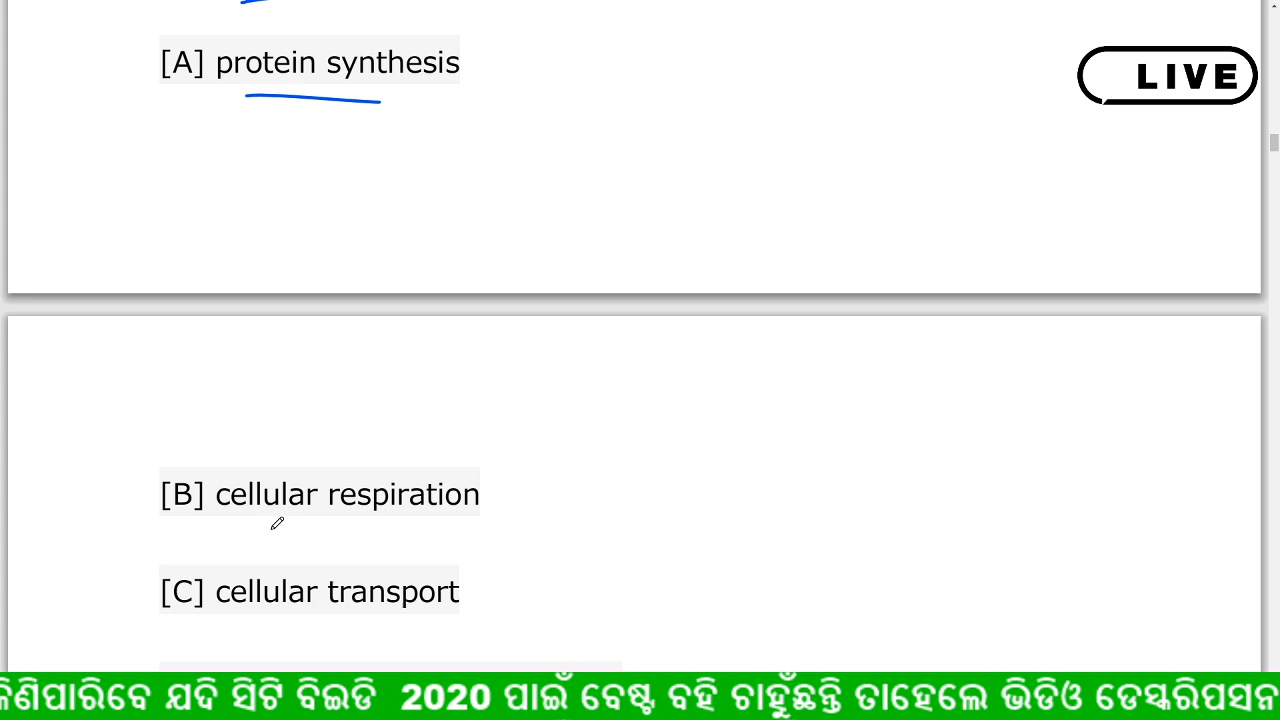 [A] protein synthesis
LIVE
[B] cellular respiration
[C] cellular transport
କିଣିପାରିବେ ଯଦି ସିଟି ବିଇଡି 2020 ପାଇଁ ବେଷ୍ଟ ବହି ଚାହୁଁଛନ୍ତି ତାହେଲେ ଭିଡିଓ ଡେସ୍କରିପସନ